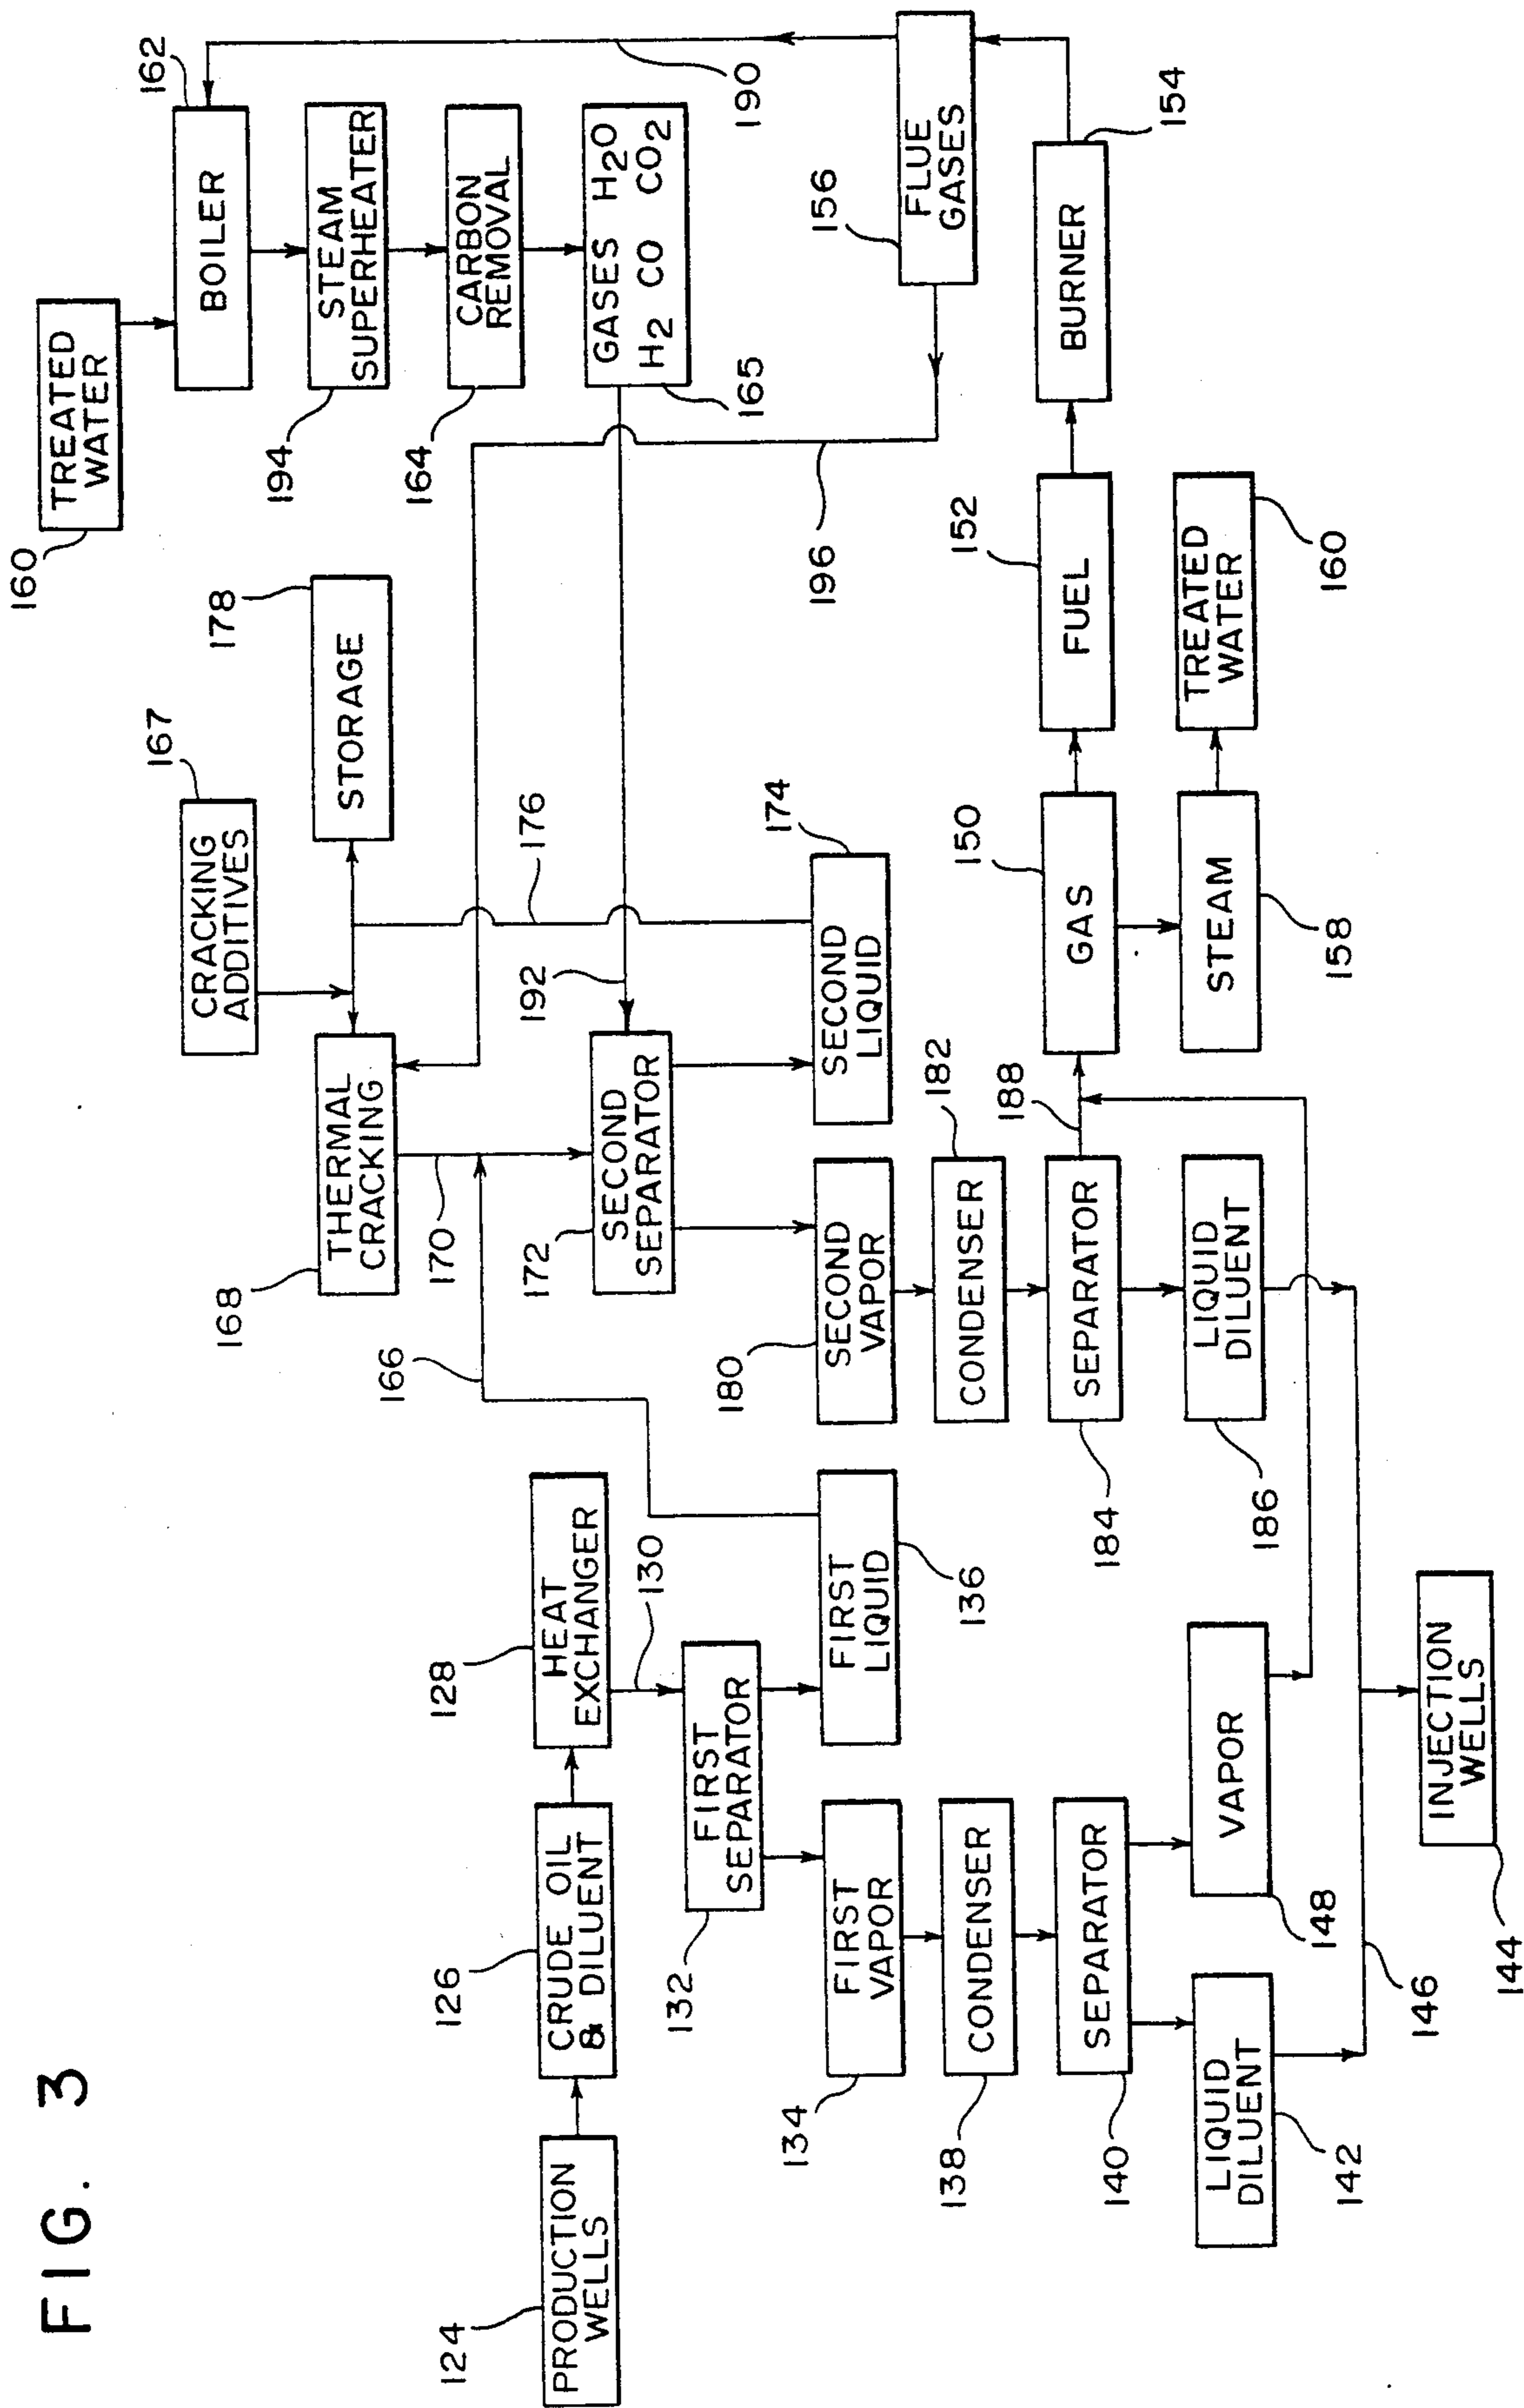 FIG. 3
124
PRODUCTION
WELLS
126
CRUDE OIL
& DILUENT
128
HEAT
EXCHANGER
130
132
FIRST
SEPARATOR
134
FIRST
VAPOR
136
FIRST
LIQUID
138
CONDENSER
140
SEPARATOR
142
LIQUID
DILUENT
148
VAPOR
146
144
INJECTION
WELLS
166
168
THERMAL
CRACKING
167
CRACKING
ADDITIVES
178
STORAGE
170
172
SECOND
SEPARATOR
192
176
174
SECOND
LIQUID
180
SECOND
VAPOR
182
CONDENSER
184
SEPARATOR
188
186
LIQUID
DILUENT
150
GAS
152
FUEL
154
BURNER
158
STEAM
160
TREATED
WATER
156
FLUE
GASES
190
196
160
TREATED
WATER
162
BOILER
194
STEAM
SUPERHEATER
164
CARBON
REMOVAL
165
GASES H2O
H2 CO CO2